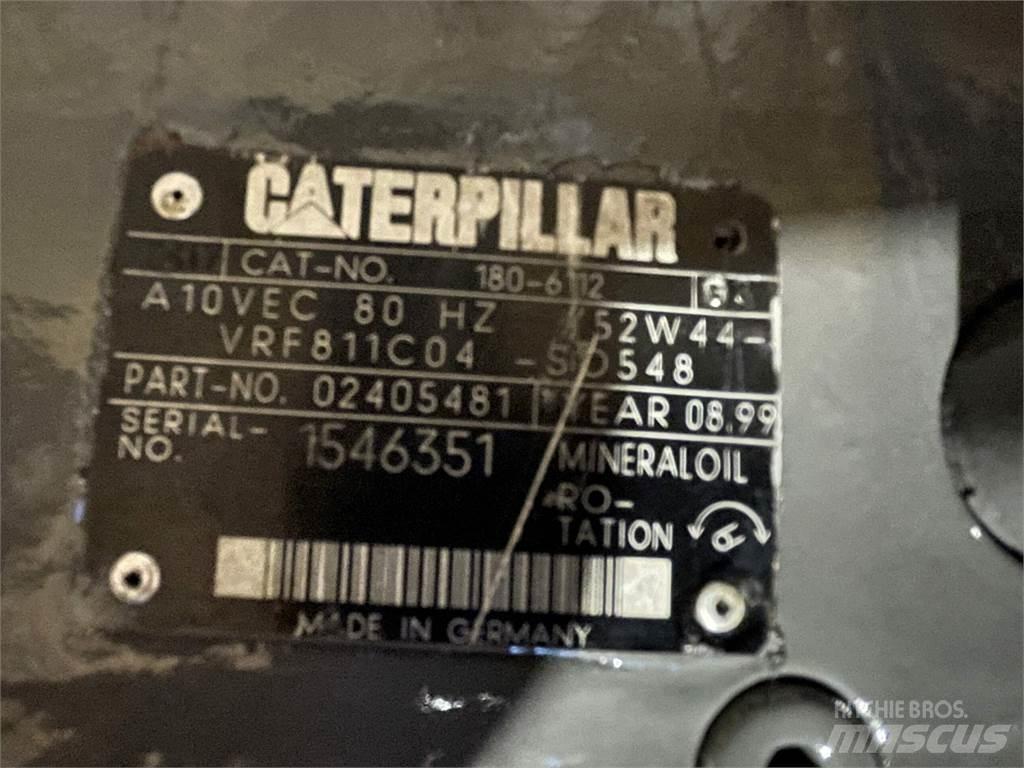 CATERPILLAR
CAT-NO. 180-6112
A10VEC 80 HZ 52W44-
VRF811C04 -SO548
PART-NO. 02405481 YEAR 08.99
SERIAL-
NO. 1546351 MINERALOIL
RO-
TATION
MADE IN GERMANY
RITCHIE BROS.
MASCUS